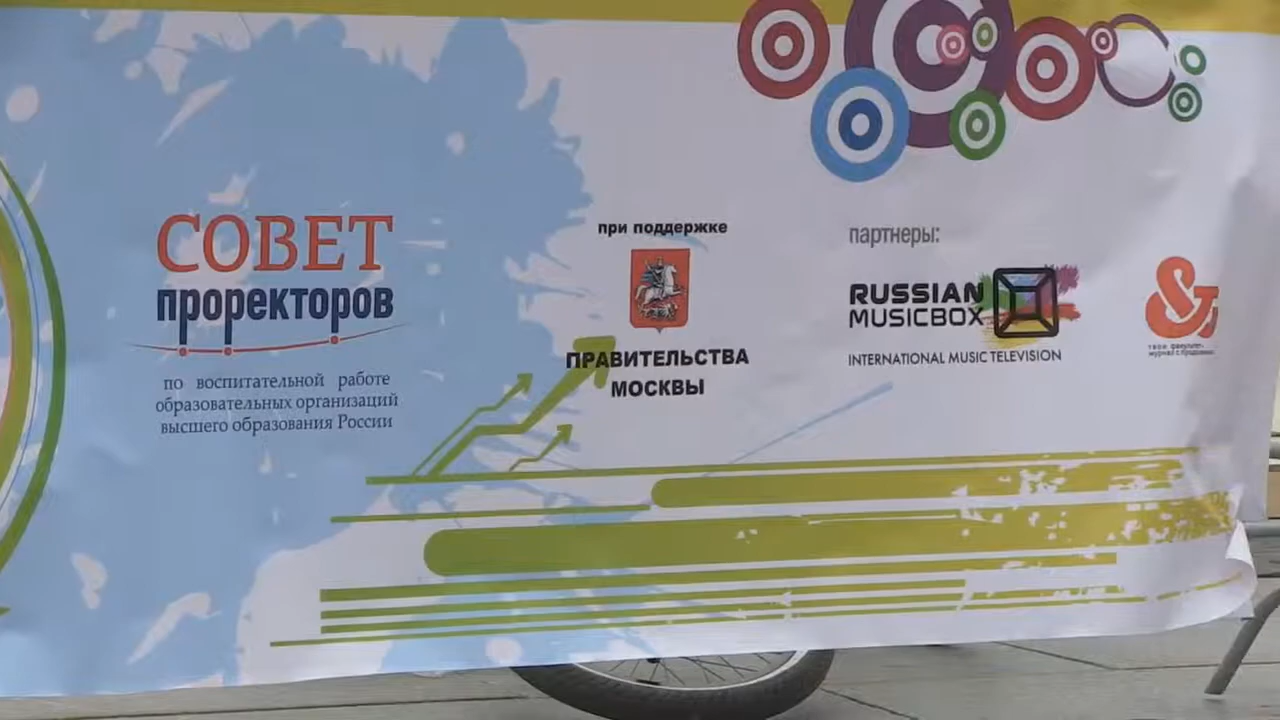 СОВЕТ
проректоров
по воспитательной работе
образовательных организаций
высшего образования России
при поддержке
ПРАВИТЕЛЬСТВА
МОСКВЫ
партнеры:
RUSSIAN
MUSICBOX
INTERNATIONAL MUSIC TELEVISION
&